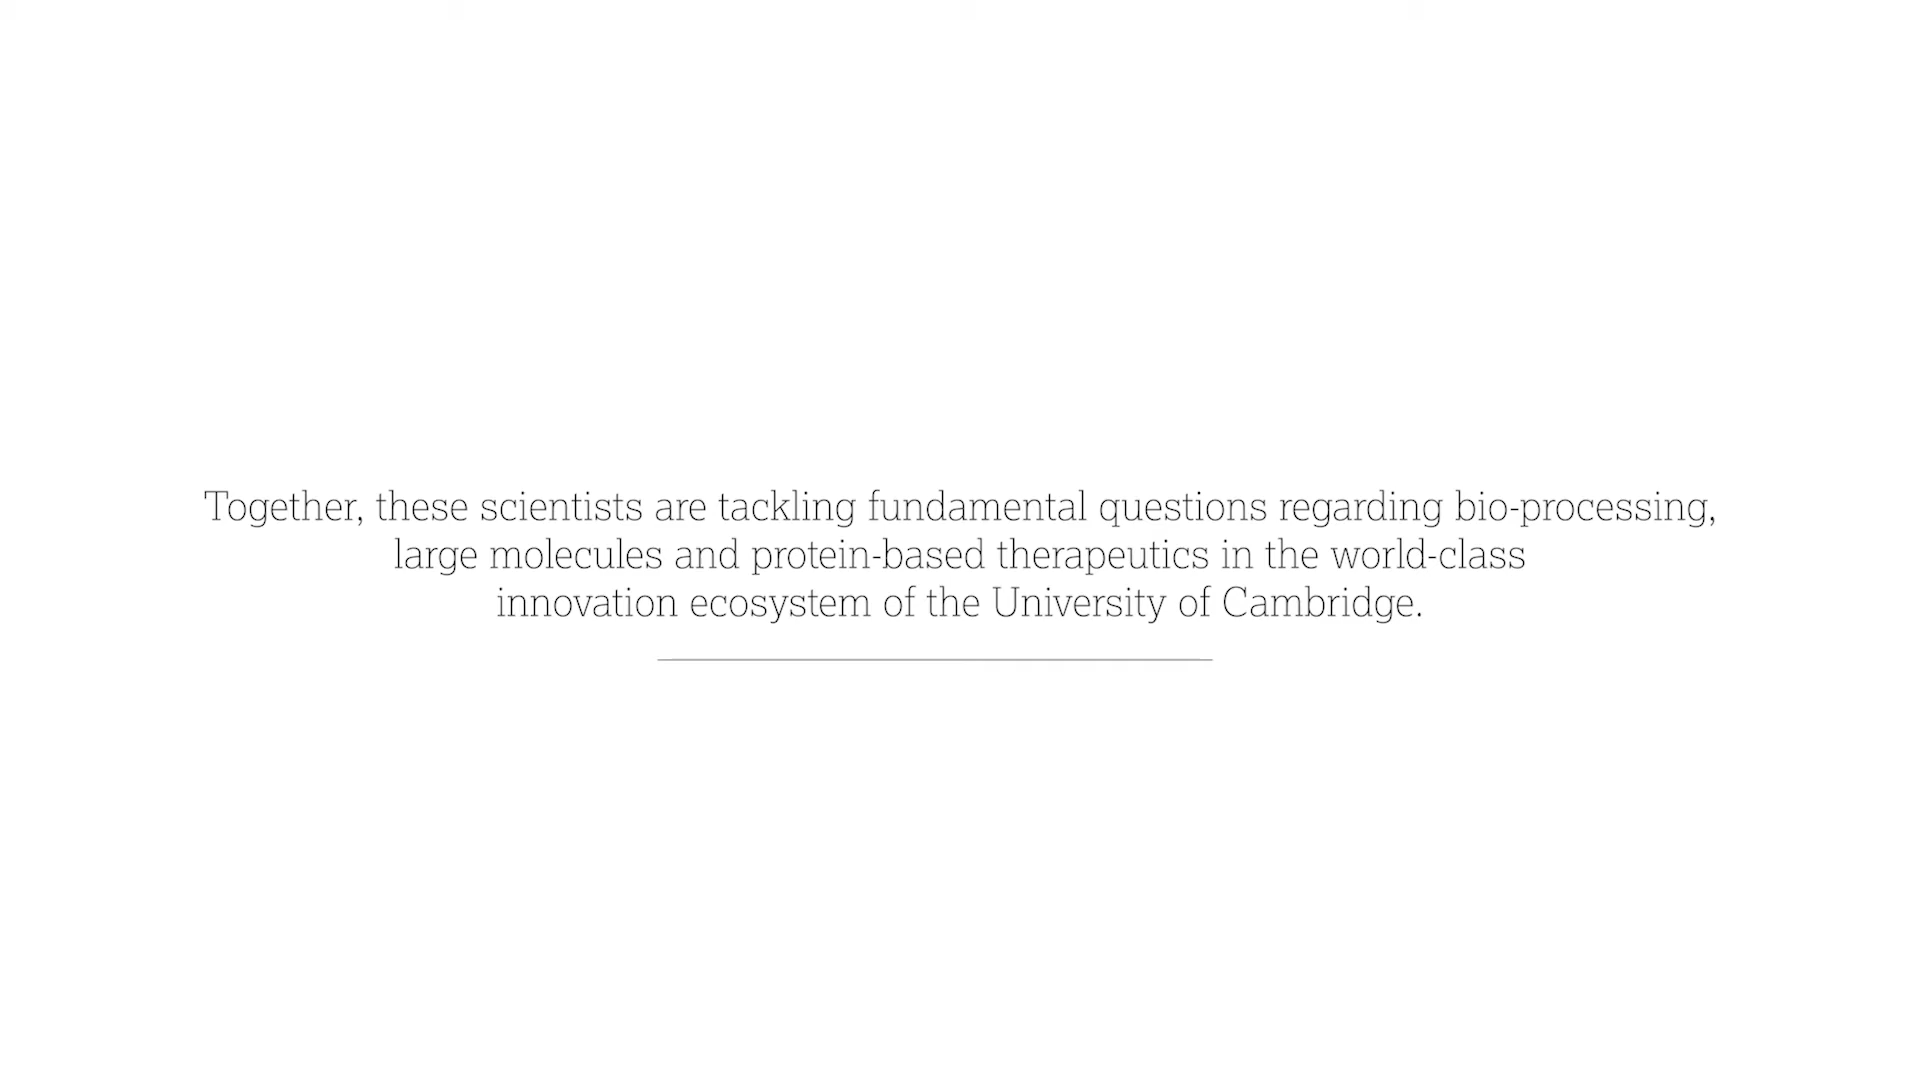 Together, these scientists are tackling fundamental questions regarding bio-processing,
large molecules and protein-based therapeutics in the world-class
innovation ecosystem of the University of Cambridge.